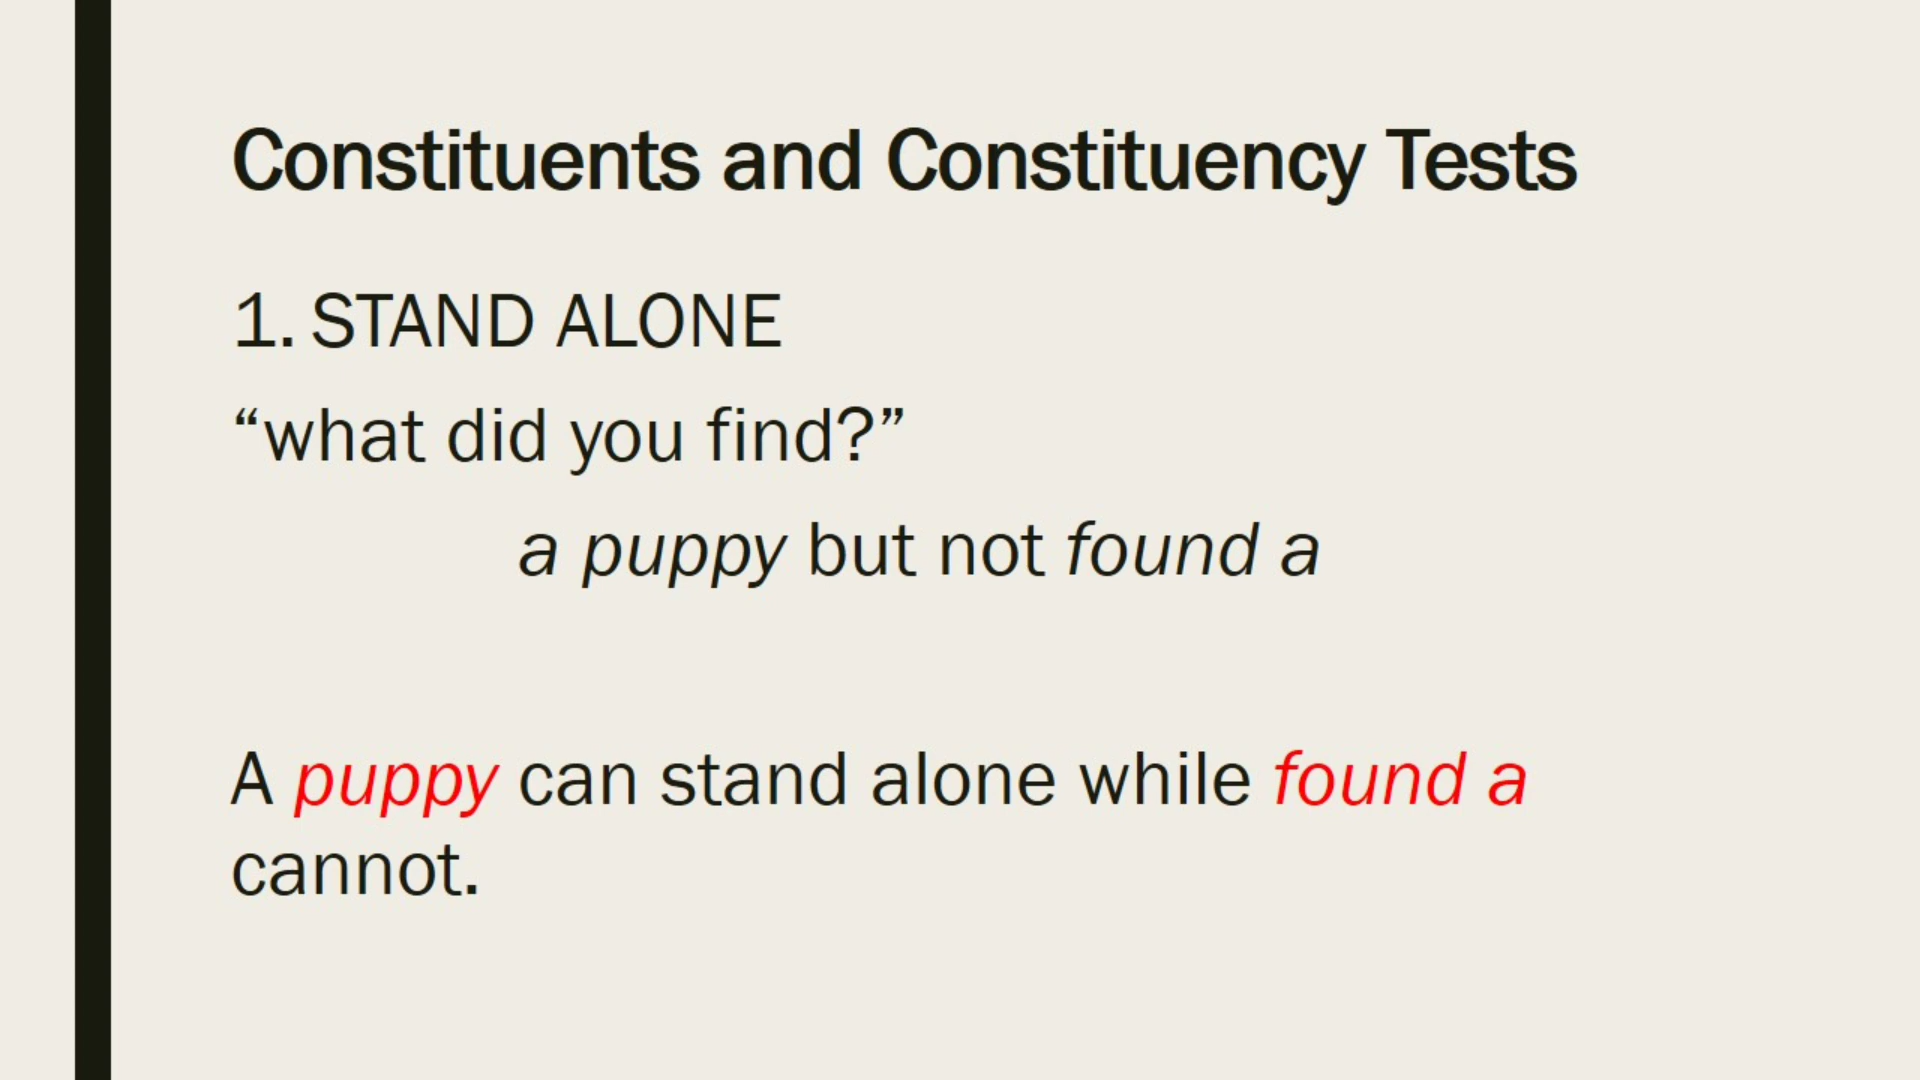 Constituents and Constituency Tests
1. STAND ALONE
“what did you find?”
a puppy but not found a
A puppy can stand alone while found a
cannot.